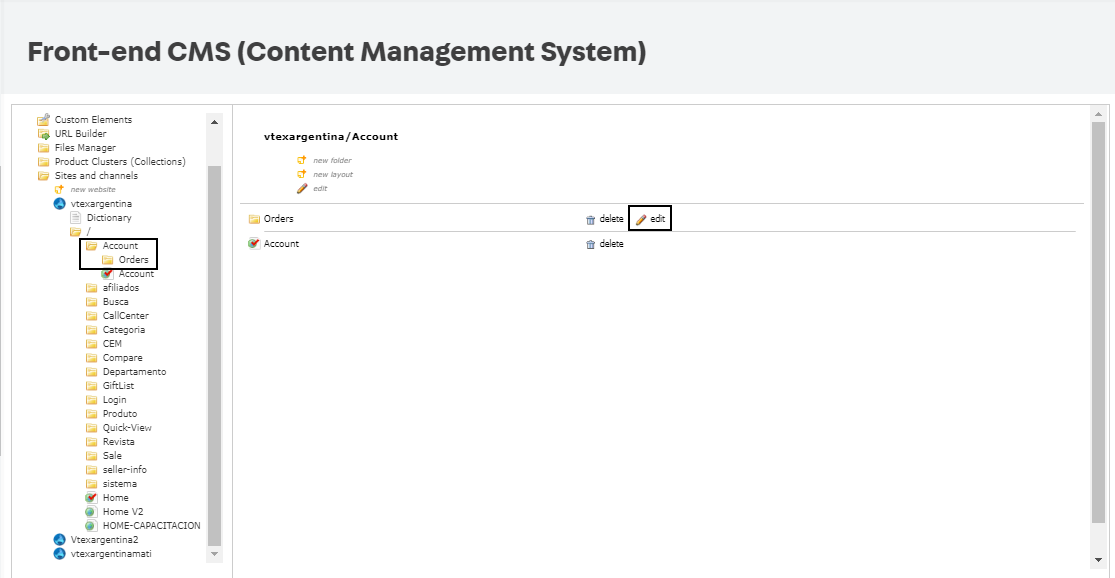 Front-end CMS (Content Management System)
Custom Elements
URL Builder
Files Manager
Product Clusters (Collections)
Sites and channels
new website
vtexargentina
Dictionary
/
Account
Orders
Account
afiliados
Busca
CallCenter
Categoria
CEM
Compare
Departamento
GiftList
Login
Produto
Quick-View
Revista
Sale
seller-info
sistema
Home
Home V2
HOME-CAPACITACION
Vtexargentina2
vtexargentinamati
vtexargentina/Account
new folder
new layout
edit
Orders delete edit
Account delete